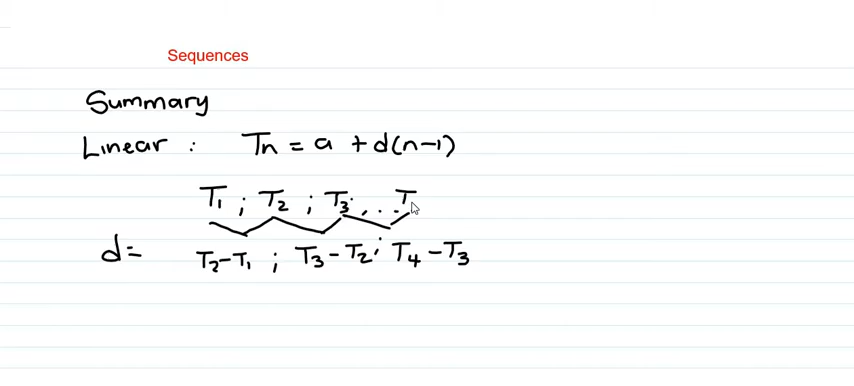 Sequences
Summary
Linear : Tn = a + d(n-1)
T1 ; T2 ; T3 ; ... T
d = T2-T1 ; T3-T2 ; T4-T3